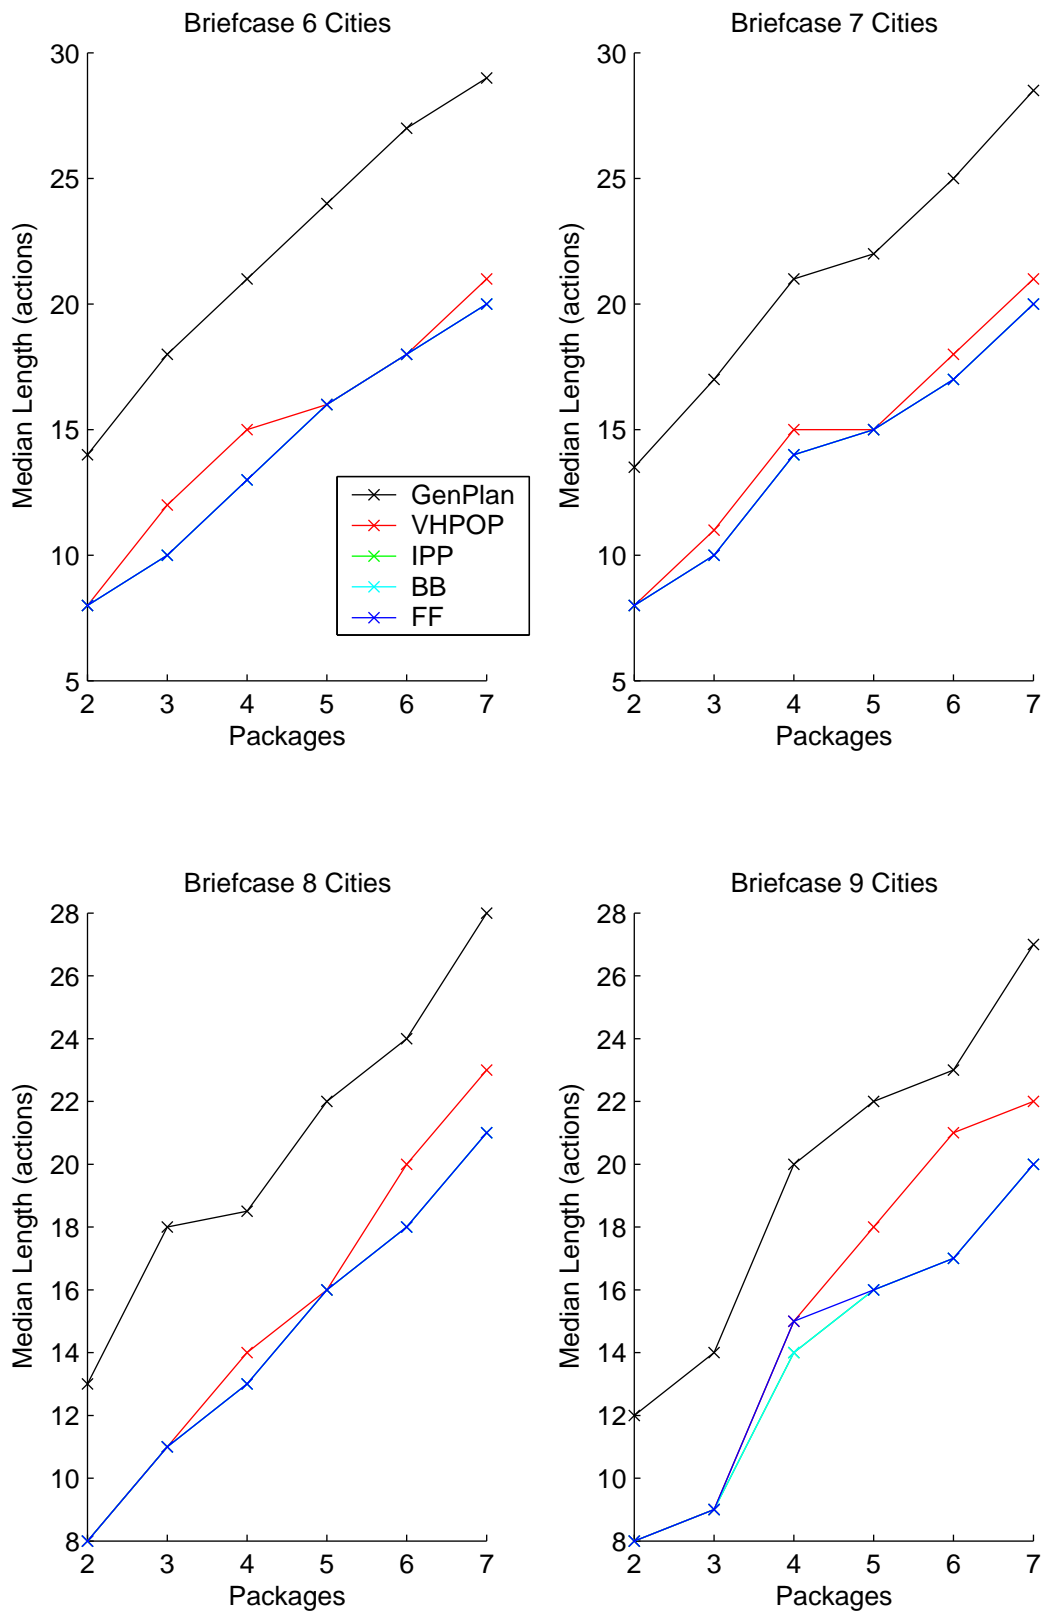 Briefcase 6 Cities
30
25
20
15
10
5
Median Length (actions)
GenPlan
VHPOP
IPP
BB
FF
2 3 4 5 6 7
Packages
Briefcase 7 Cities
30
25
20
15
10
5
Median Length (actions)
2 3 4 5 6 7
Packages
Briefcase 8 Cities
28
26
24
22
20
18
16
14
12
10
8
Median Length (actions)
2 3 4 5 6 7
Packages
Briefcase 9 Cities
28
26
24
22
20
18
16
14
12
10
8
Median Length (actions)
2 3 4 5 6 7
Packages